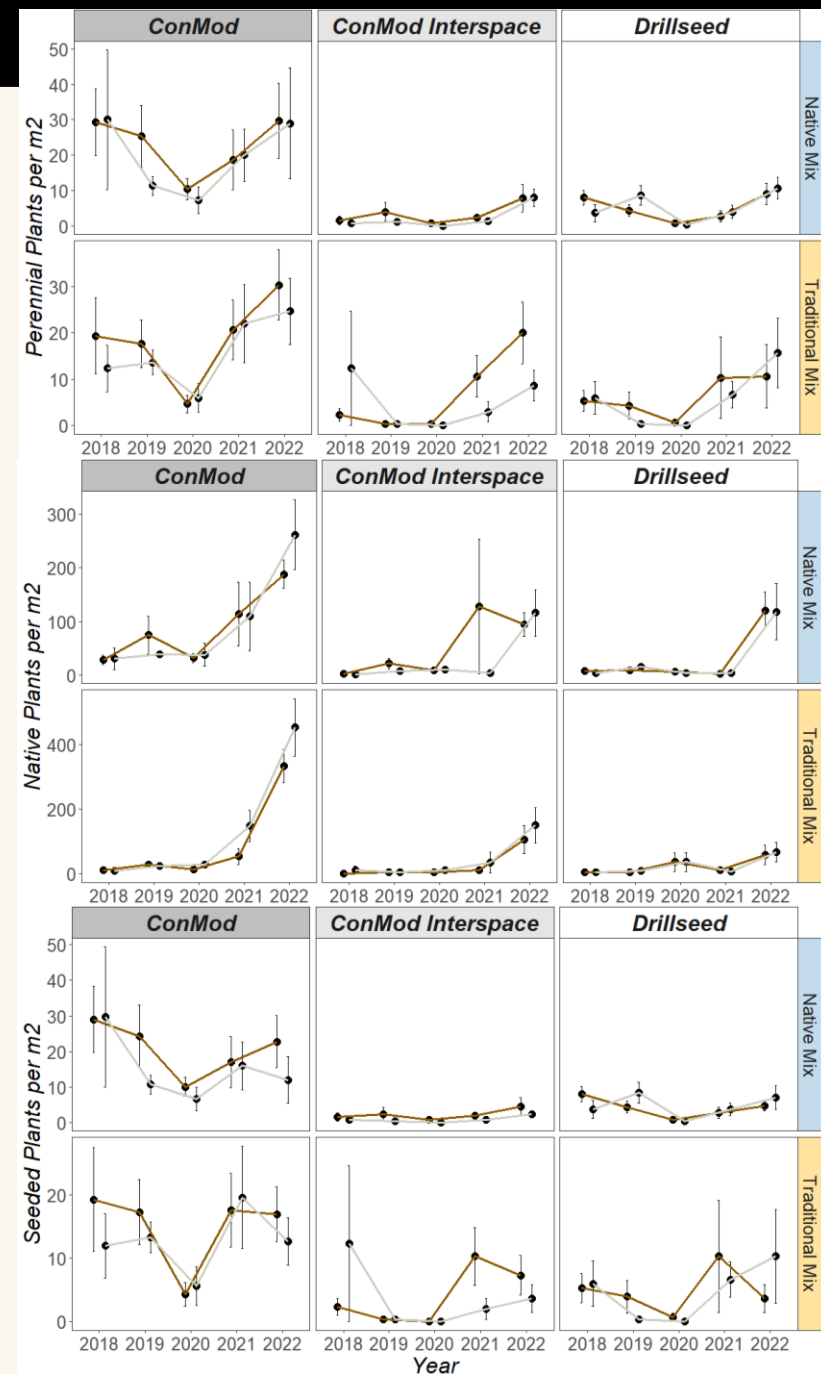 ConMod ConMod Interspace Drillseed
Perennial Plants per m2
50
40
30
20
10
0
Native Mix
30
20
10
0
Traditional Mix
2018 2019 2020 2021 2022 2018 2019 2020 2021 2022 2018 2019 2020 2021 2022
ConMod ConMod Interspace Drillseed
Native Plants per m2
300
200
100
0
Native Mix
400
200
0
Traditional Mix
2018 2019 2020 2021 2022 2018 2019 2020 2021 2022 2018 2019 2020 2021 2022
ConMod ConMod Interspace Drillseed
Seeded Plants per m2
50
40
30
20
10
0
Native Mix
20
10
0
Traditional Mix
2018 2019 2020 2021 2022 2018 2019 2020 2021 2022 2018 2019 2020 2021 2022
Year